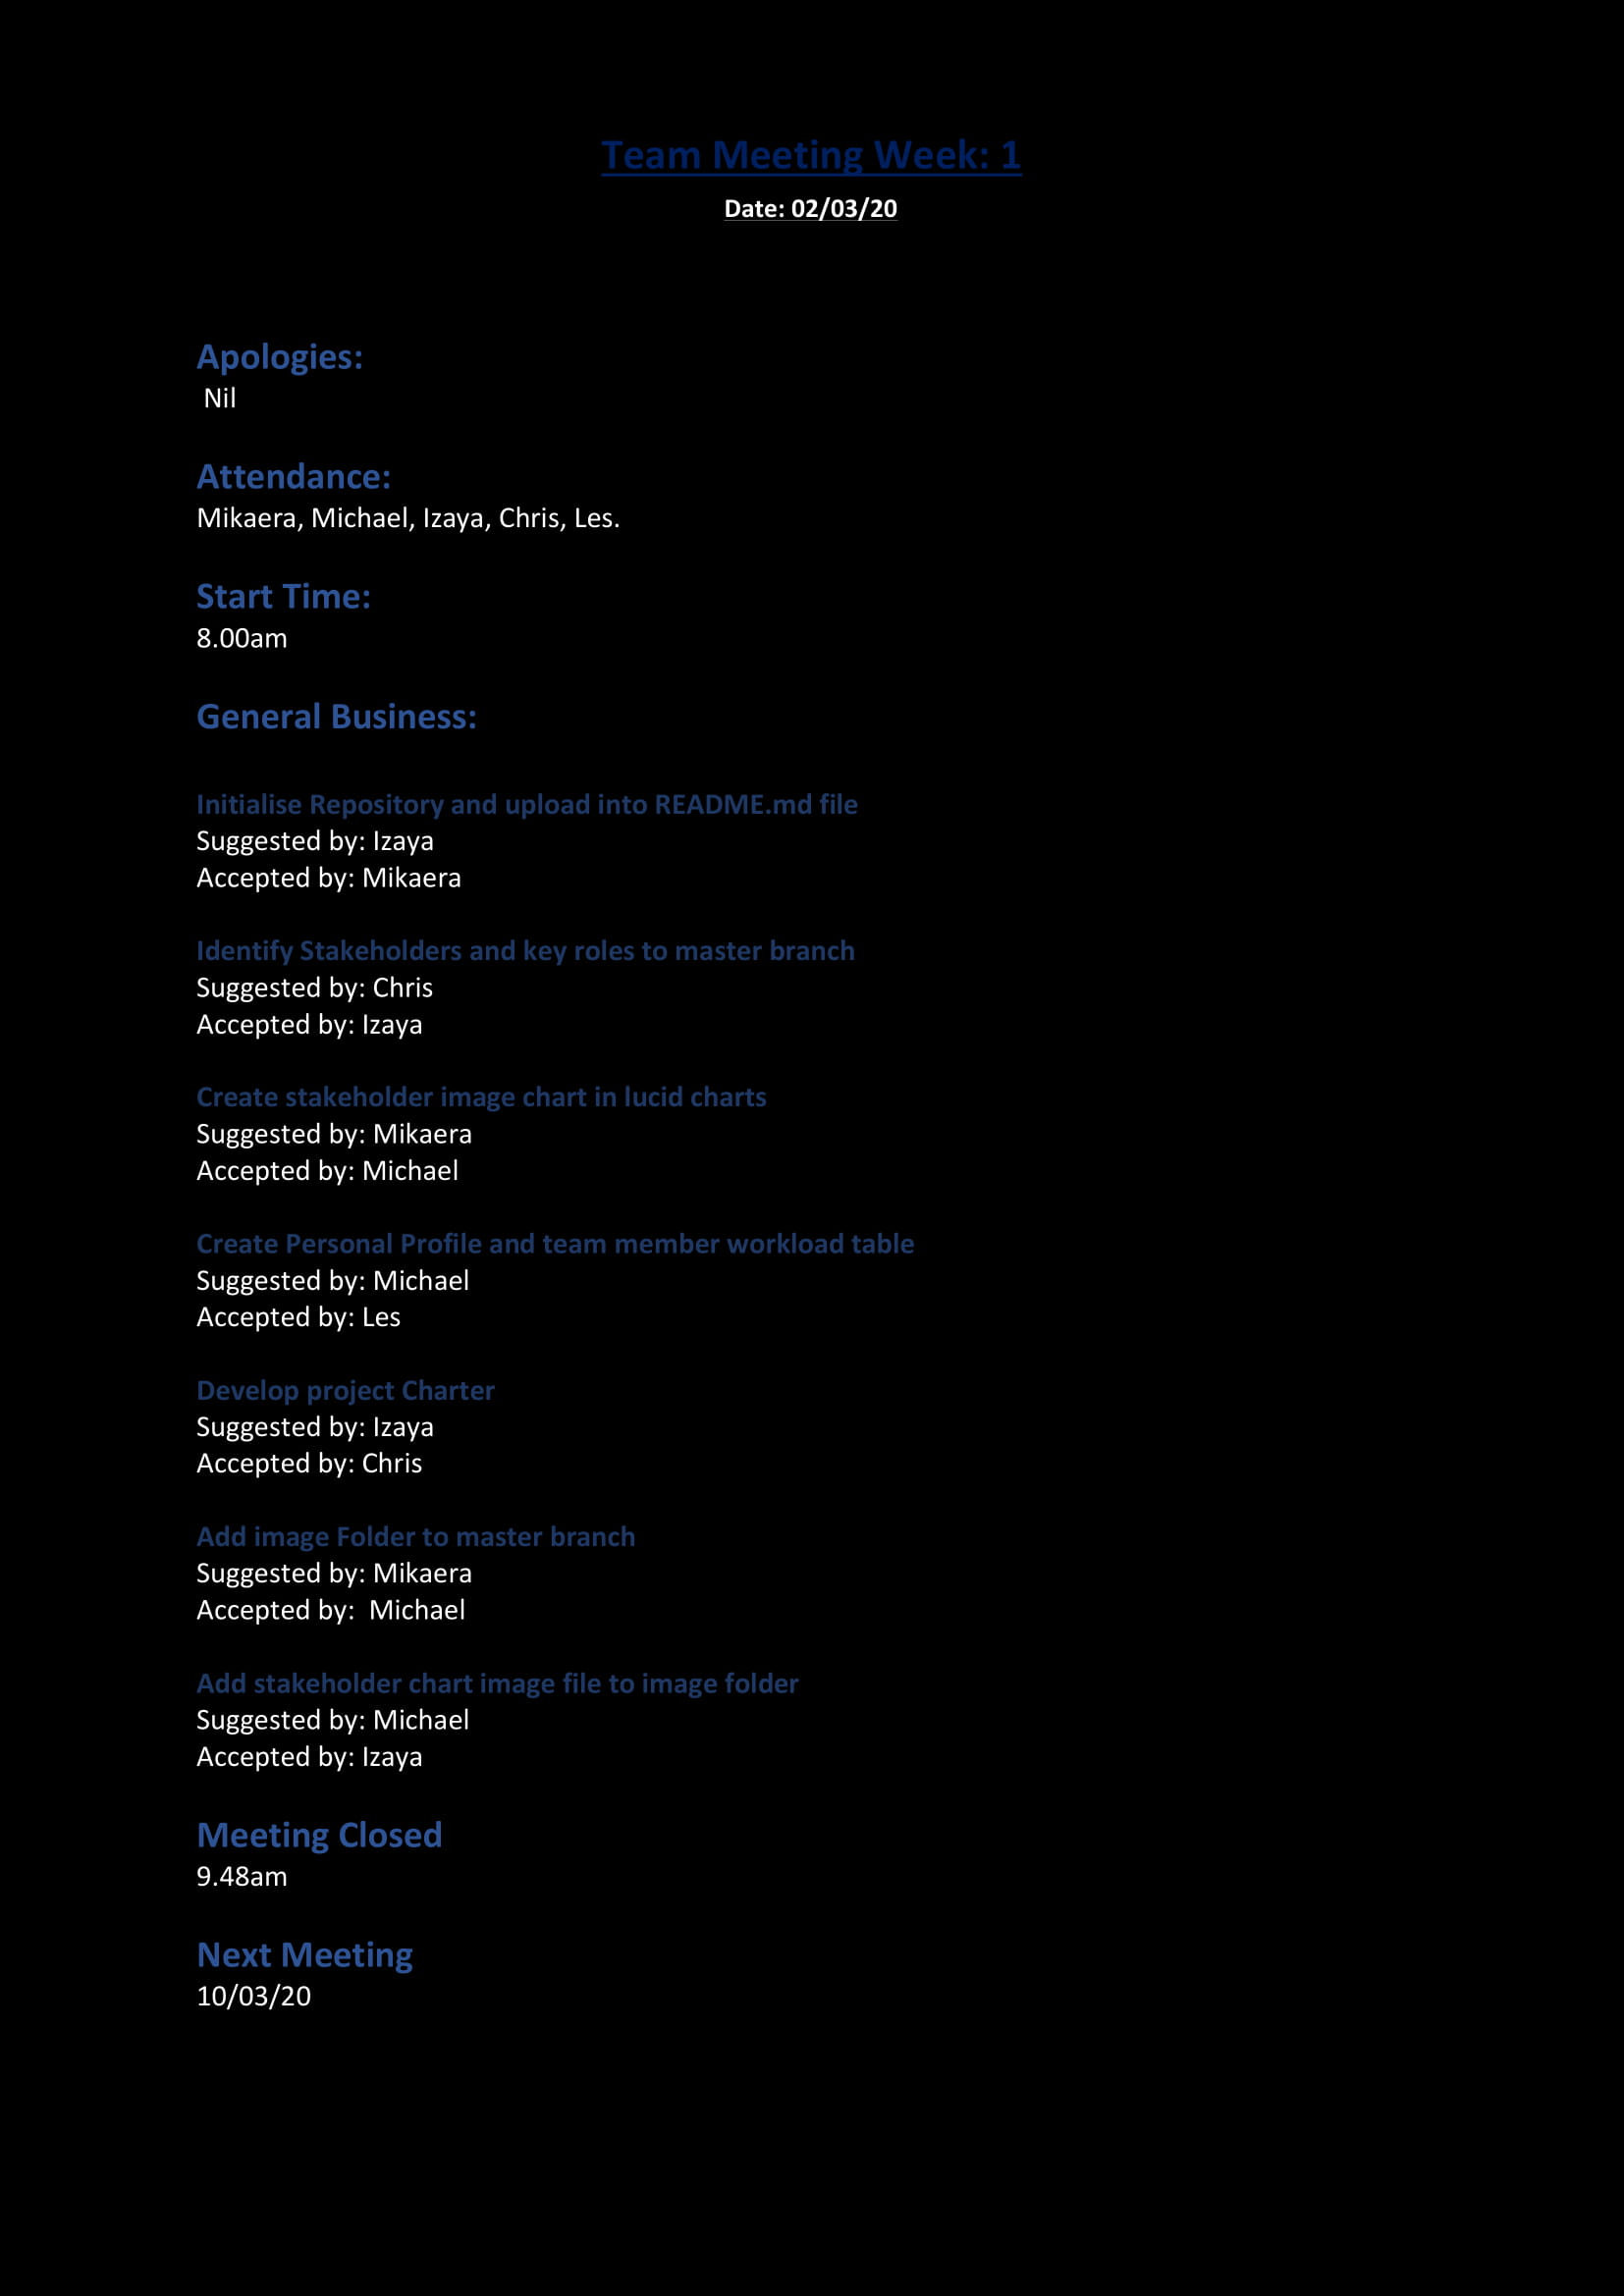 Team Meeting Week: 1
Date: 02/03/20
Apologies:
Nil
Attendance:
Mikaera, Michael, Izaya, Chris, Les.
Start Time:
8.00am
General Business:
Initialise Repository and upload into README.md file
Suggested by: Izaya
Accepted by: Mikaera
Identify Stakeholders and key roles to master branch
Suggested by: Chris
Accepted by: Izaya
Create stakeholder image chart in lucid charts
Suggested by: Mikaera
Accepted by: Michael
Create Personal Profile and team member workload table
Suggested by: Michael
Accepted by: Les
Develop project Charter
Suggested by: Izaya
Accepted by: Chris
Add image Folder to master branch
Suggested by: Mikaera
Accepted by:  Michael
Add stakeholder chart image file to image folder
Suggested by: Michael
Accepted by: Izaya
Meeting Closed
9.48am
Next Meeting
10/03/20